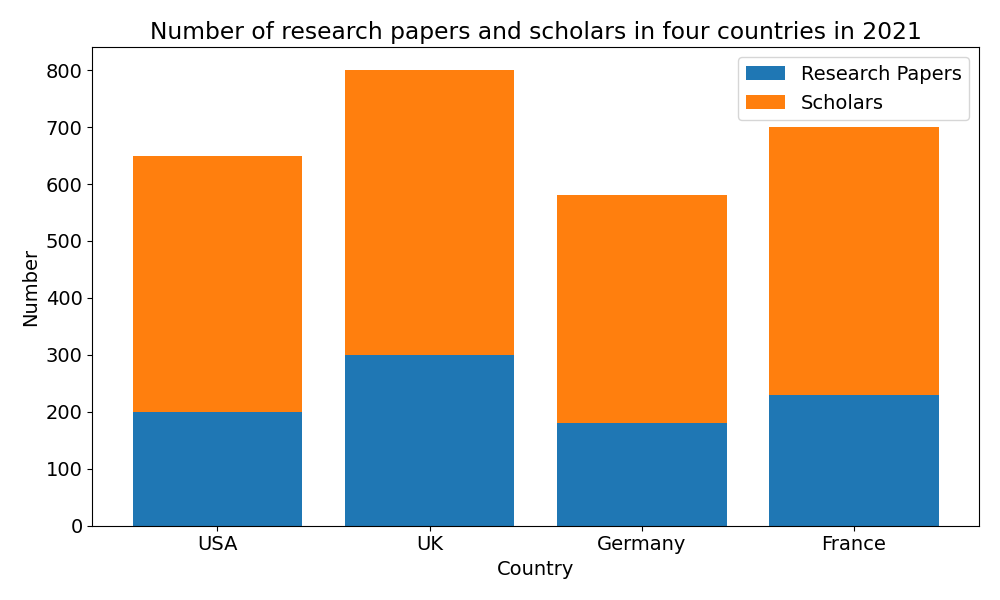 Number of research papers and scholars in four countries in 2021
Research Papers
Scholars
800
700
600
500
400
300
200
100
0
Number
USA
UK
Germany
France
Country